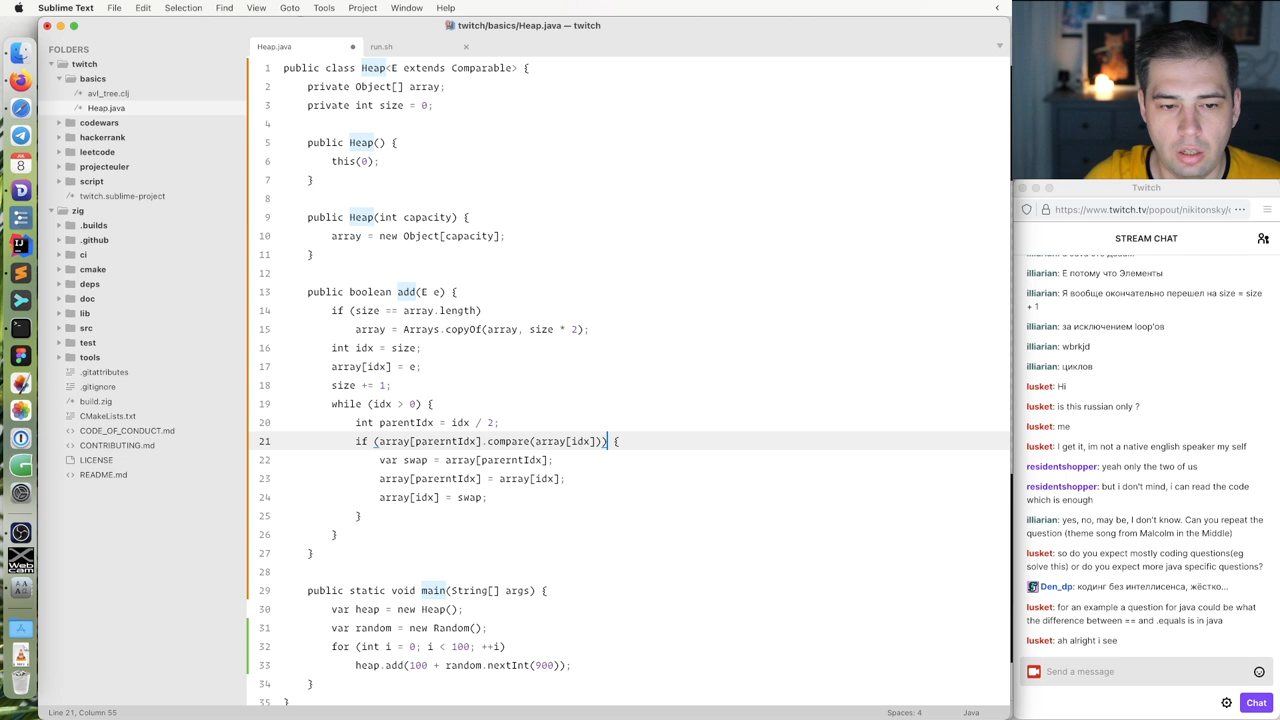 Sublime Text File Edit Selection Find View Goto Tools Project Window Help
twitch/basics/Heap.java — twitch
FOLDERS
twitch
basics
avl_tree.clj
Heap.java
codewars
hackerrank
leetcode
projecteuler
script
twitch.sublime-project
zig
.builds
.github
ci
cmake
deps
doc
lib
src
test
tools
.gitattributes
.gitignore
build.zig
CMakeLists.txt
CODE_OF_CONDUCT.md
CONTRIBUTING.md
LICENSE
README.md
Heap.java run.sh
1 public class Heap<E extends Comparable> {
2 private Object[] array;
3 private int size = 0;
4
5 public Heap() {
6 this(0);
7 }
8
9 public Heap(int capacity) {
10 array = new Object[capacity];
11 }
12
13 public boolean add(E e) {
14 if (size == array.length)
15 array = Arrays.copyOf(array, size * 2);
16 int idx = size;
17 array[idx] = e;
18 size += 1;
19 while (idx > 0) {
20 int parentIdx = idx / 2;
21 if (array[parerntIdx].compare(array[idx])) {
22 var swap = array[parerntIdx];
23 array[parerntIdx] = array[idx];
24 array[idx] = swap;
25 }
26 }
27 }
28
29 public static void main(String[] args) {
30 var heap = new Heap();
31 var random = new Random();
32 for (int i = 0; i < 100; ++i)
33 heap.add(100 + random.nextInt(900));
34 }
35 }
Line 21, Column 55
Spaces: 4 Java
Twitch
https://www.twitch.tv/popout/nikitonsky/
STREAM CHAT
illiarian: Е потому что Элементы
illiarian: Я вообще окончательно перешел на size = size
+ 1
illiarian: за исключением loop'ов
illiarian: wbrkjd
illiarian: циклов
lusket: Hi
lusket: is this russian only ?
lusket: me
lusket: I get it, im not a native english speaker my self
residentshopper: yeah only the two of us
residentshopper: but i don't mind, i can read the code
which is enough
illiarian: yes, no, may be, I don't know. Can you repeat the
question (theme song from Malcolm in the Middle)
lusket: so do you expect mostly coding questions(eg
solve this) or do you expect more java specific questions?
Den_dp: кодинг без интеллисенса, жёстко...
lusket: for an example a question for java could be what
the difference between == and .equals is in java
lusket: ah alright i see
Send a message
Chat